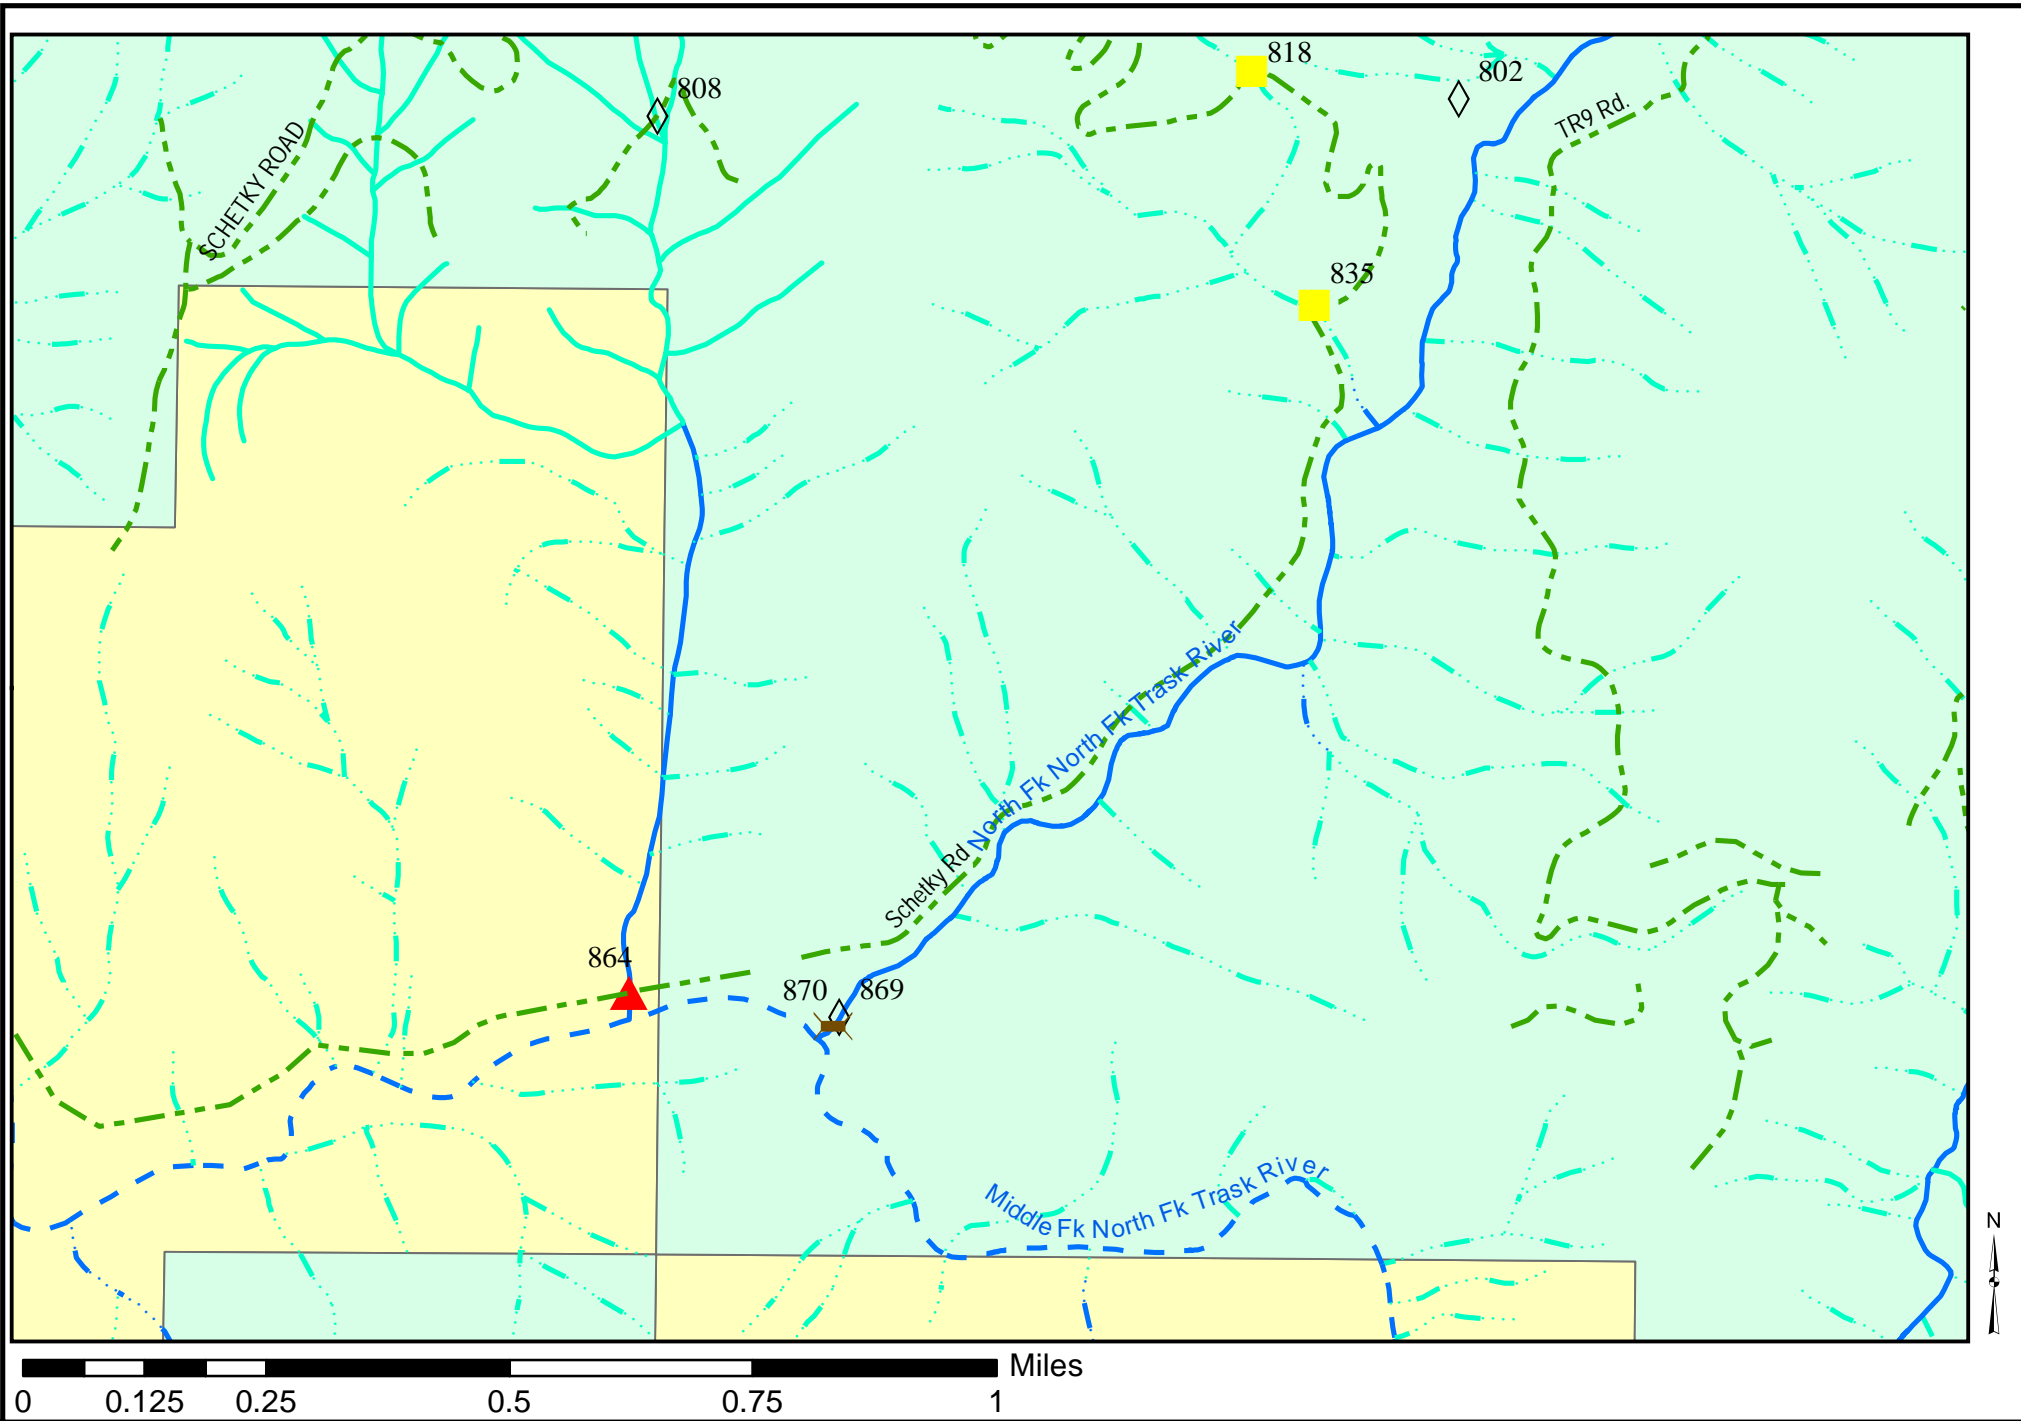 818
802
808
TR9 Rd.
SCHETKY ROAD
835
North Fk North Fk Trask River
Schetky Rd
864
870
869
Middle Fk North Fk Trask River
N
Miles
0 0.125 0.25 0.5 0.75 1